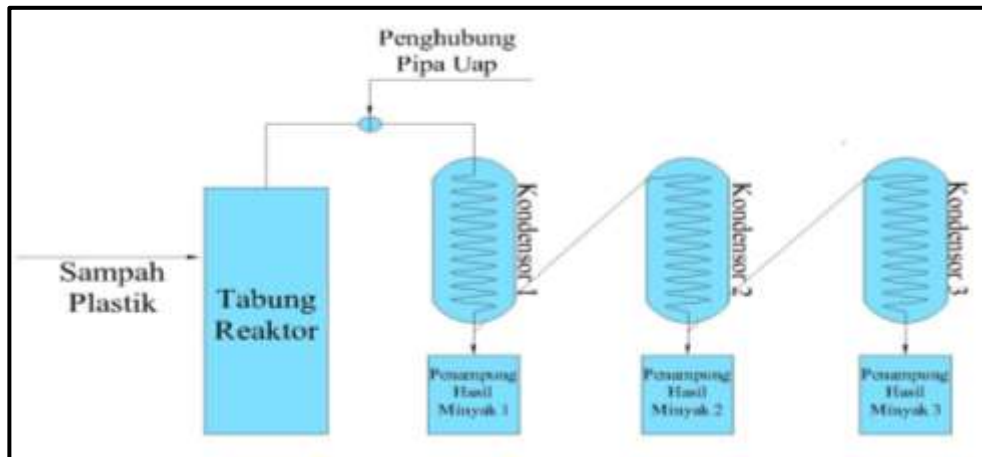 Penghubung
Pipa Uap
Sampah
Plastik
Tabung
Reaktor
Kondensor 1
Kondensor 2
Kondensor 3
Penampung
Hasil
Minyak 1
Penampung
Hasil
Minyak 2
Penampung
Hasil
Minyak 3